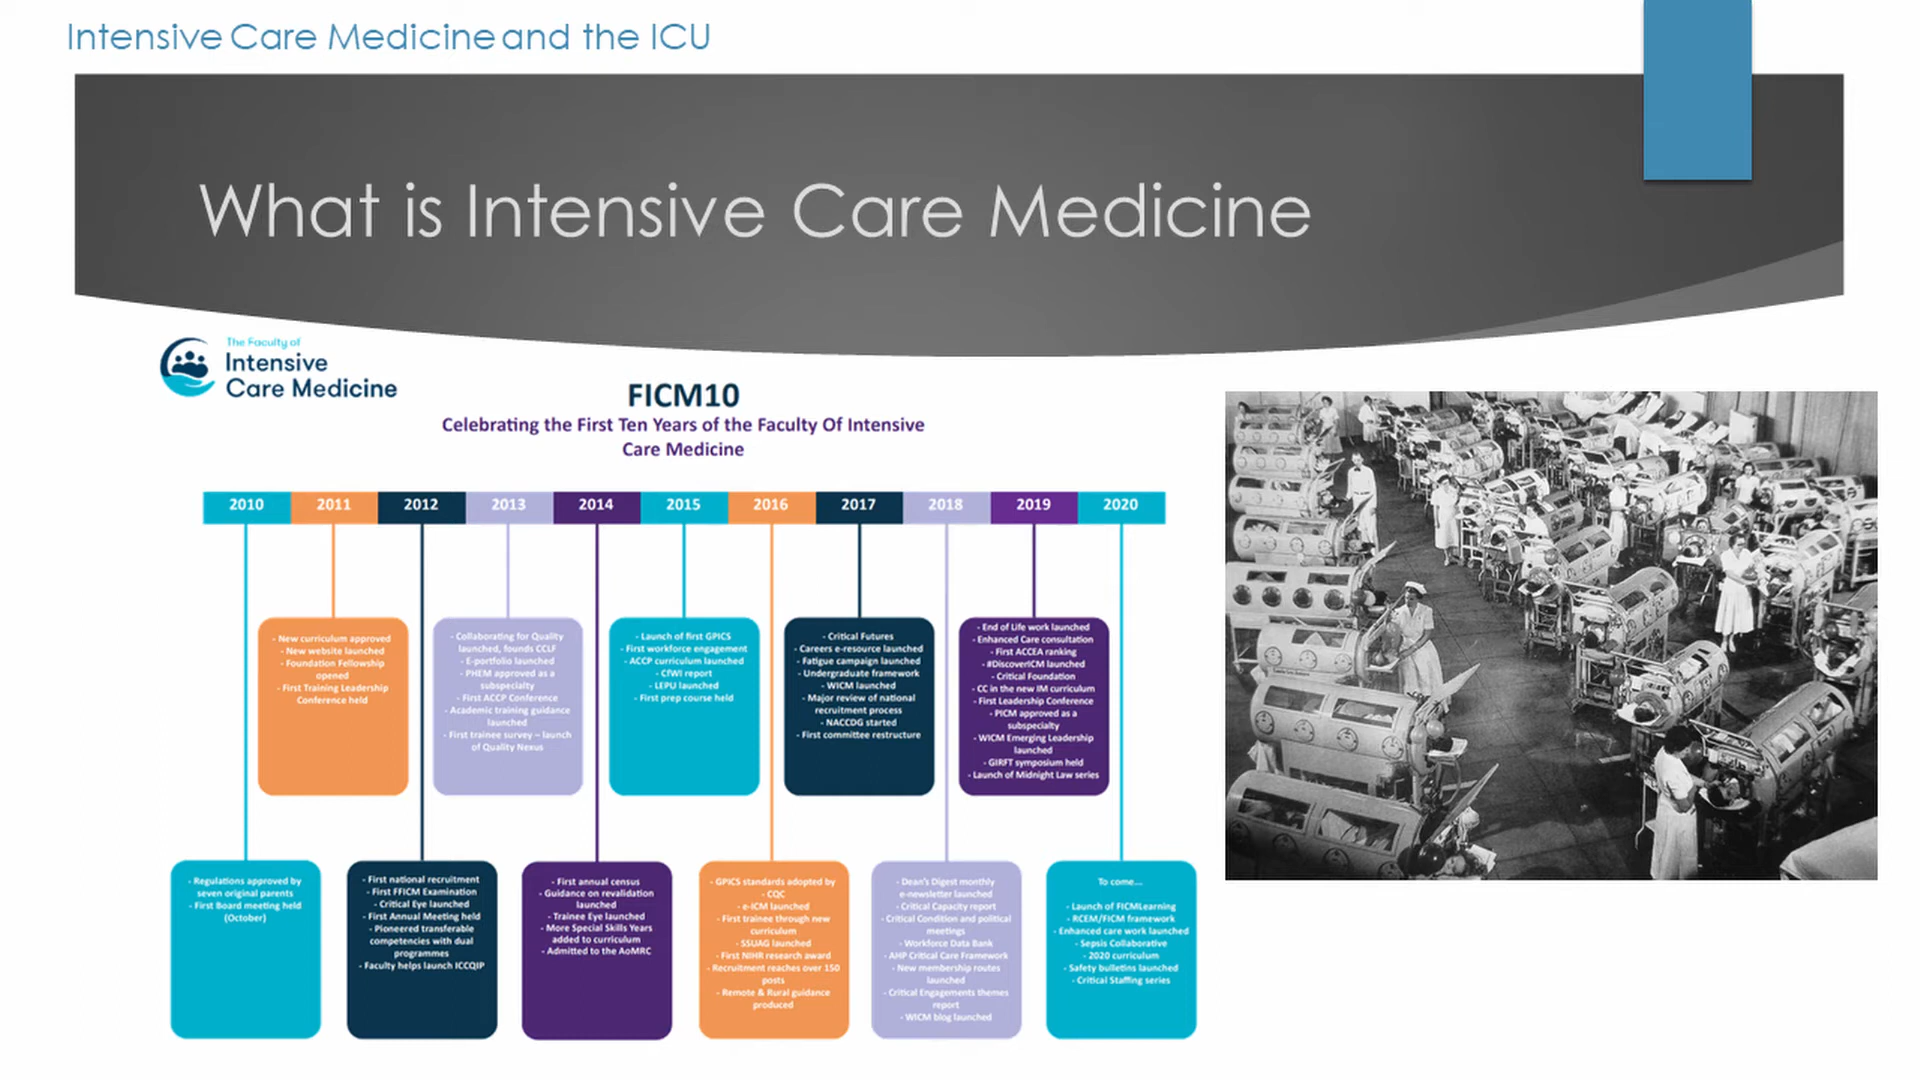 Intensive Care Medicine and the ICU
What is Intensive Care Medicine
The Faculty of
Intensive
Care Medicine
FICM10
Celebrating the First Ten Years of the Faculty Of Intensive
Care Medicine
2010 2011 2012 2013 2014 2015 2016 2017 2018 2019 2020
- New curriculum approved
- New website launched
- Foundation Fellowship
opened
- First Training Leadership
Conference held
- Collaborating for Quality
launched, founds CCLF
- E-portfolio launched
- PHEM approved as a
subspecialty
- First ACCP Conference
- Academic training guidance
launched
- First trainee survey – launch
of Quality Nexus
- Launch of first GPICS
- First workforce engagement
- ACCP curriculum launched
- CfWI report
- LEPU launched
- First prep course held
- Critical Futures
- Careers e-resource launched
- Fatigue campaign launched
- Undergraduate framework
- WICM launched
- Major review of national
recruitment process
- NACCDG started
- First committee restructure
- End of Life work launched
- Enhanced Care consultation
- First ACCEA ranking
- #DiscoverICM launched
- Critical Foundation
- CC in the new IM curriculum
- First Leadership Conference
- PICM approved as a
subspecialty
- WICM Emerging Leadership
launched
- GIRFT symposium held
- Launch of Midnight Law series
- Regulations approved by
seven original parents
- First Board meeting held
(October)
- First national recruitment
- First FFICM Examination
- Critical Eye launched
- First Annual Meeting held
- Pioneered transferable
competencies with dual
programmes
- Faculty helps launch ICCQIP
- First annual census
- Guidance on revalidation
launched
- Trainee Eye launched
- More Special Skills Years
added to curriculum
- Admitted to the AoMRC
- GPICS standards adopted by
- CQC
- e-ICM launched
- First trainee through new
curriculum
- SSUAG launched
- First NIHR research award
- Recruitment reaches over 150
posts
- Remote & Rural guidance
produced
- Dean's Digest monthly
e-newsletter launched
- Critical Capacity report
- Critical Condition and political
meetings
- Workforce Data Bank
- AHP Critical Care Framework
- New membership routes
launched
- Critical Engagements themes
report
- WICM blog launched
To come...
- Launch of FICMLearning
- RCEM/FICM framework
- Enhanced care work launched
- Sepsis Collaborative
- 2020 curriculum
- Safety bulletins launched
- Critical Staffing series